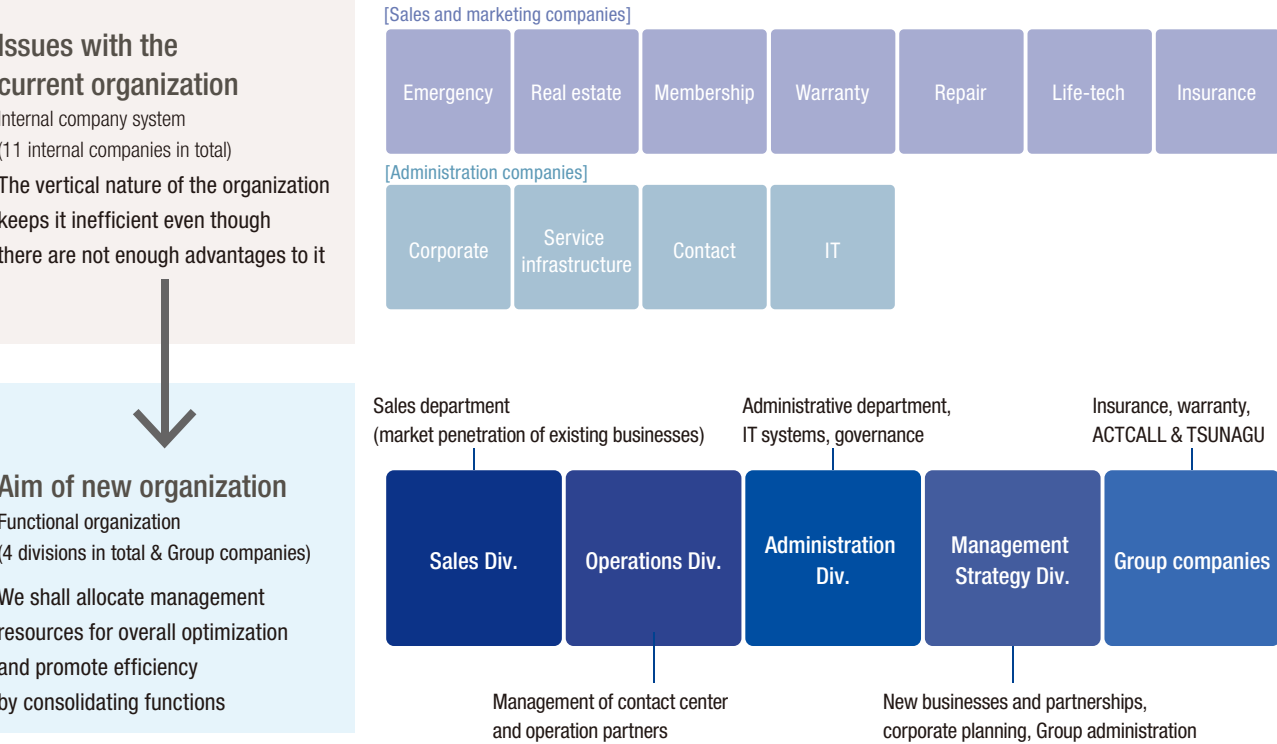 Issues with the
current organization
Internal company system
(11 internal companies in total)
The vertical nature of the organization
keeps it inefficient even though
there are not enough advantages to it
[Sales and marketing companies]
Emergency
Real estate
Membership
Warranty
Repair
Life-tech
Insurance
[Administration companies]
Corporate
Service
infrastructure
Contact
IT
Aim of new organization
Functional organization
(4 divisions in total & Group companies)
We shall allocate management
resources for overall optimization
and promote efficiency
by consolidating functions
Sales department
(market penetration of existing businesses)
Administrative department,
IT systems, governance
Insurance, warranty,
ACTCALL & TSUNAGU
Sales Div.
Operations Div.
Administration
Div.
Management
Strategy Div.
Group companies
Management of contact center
and operation partners
New businesses and partnerships,
corporate planning, Group administration